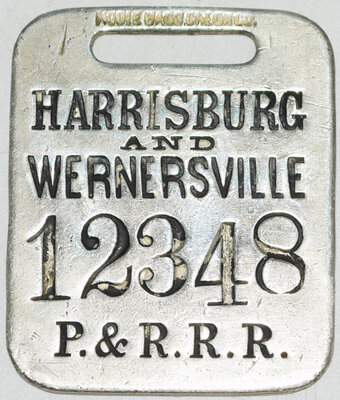 HARRISBURG
AND
WERNERSVILLE
12348
P. & R. R. R.